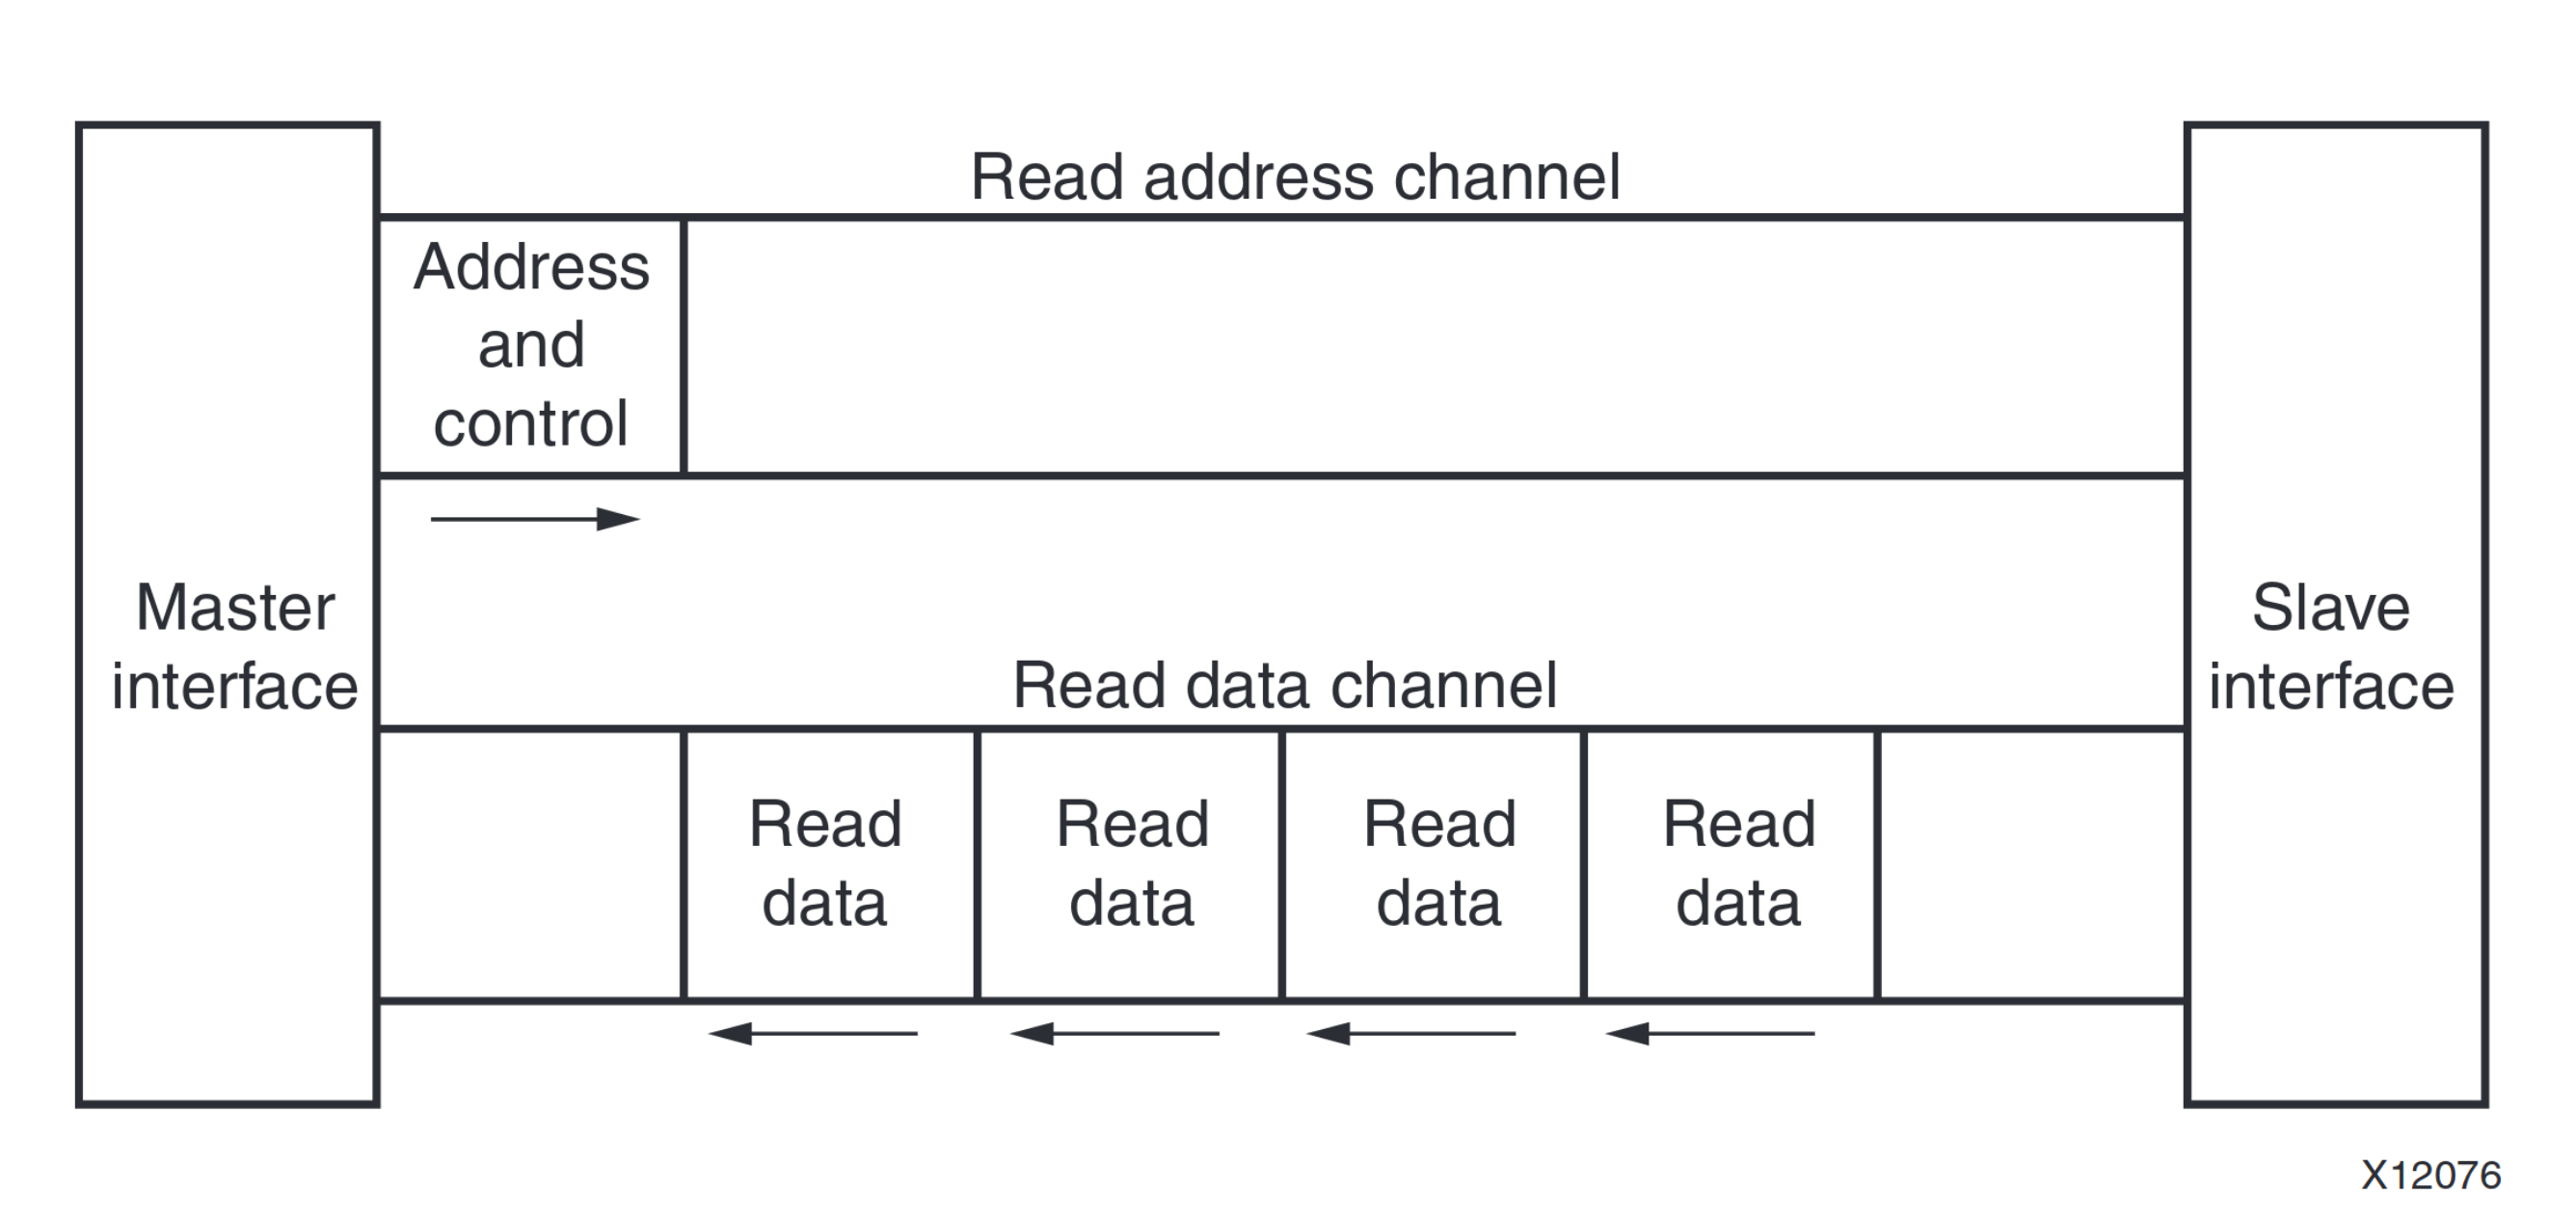 Read address channel
Address
and
control
Master
interface
Slave
interface
Read data channel
Read
data
Read
data
Read
data
Read
data
X12076